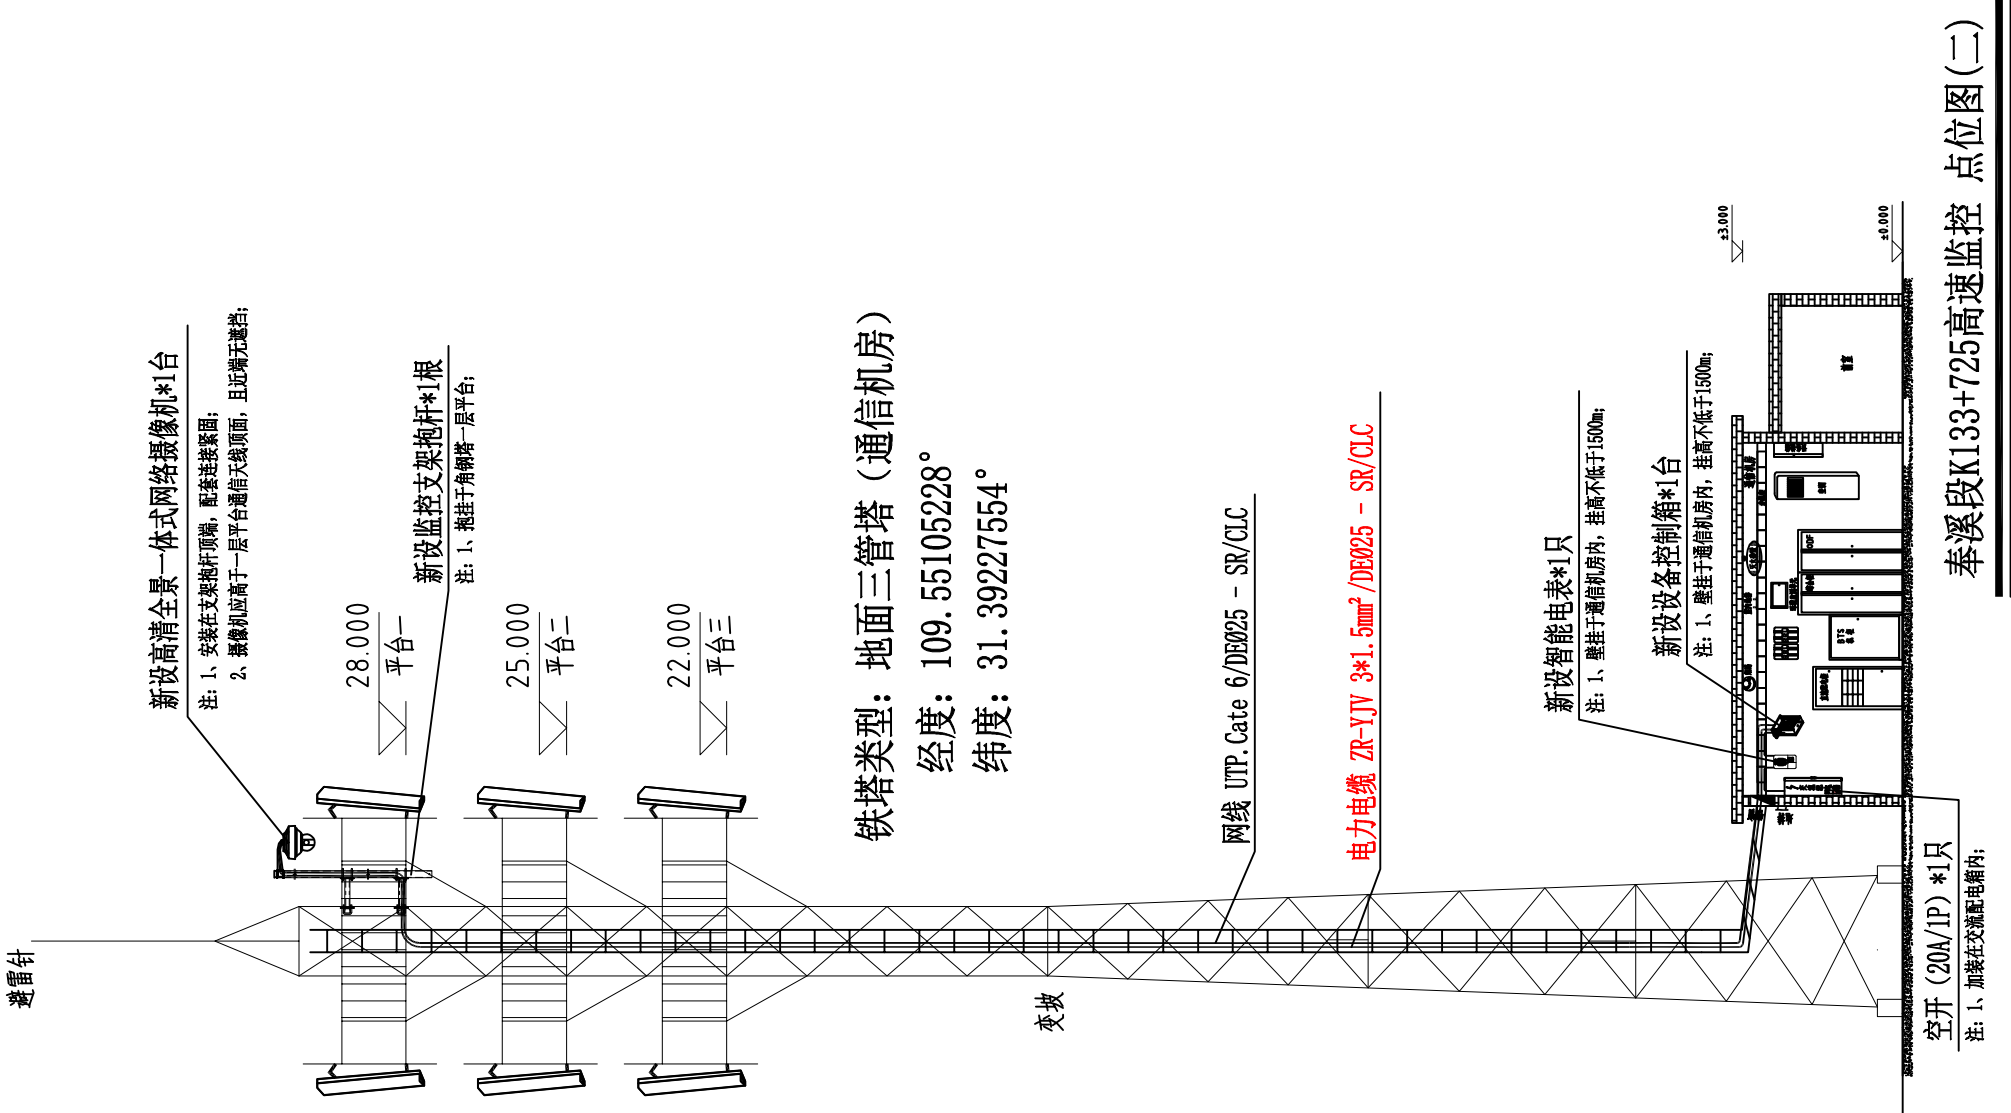 避雷针
新设高清全景一体式网络摄像机*1台
注：1、安装在支架抱杆顶端，配套连接紧固；
2、摄像机应高于一层平台通信天线顶面，且近端无遮挡；
新设监控支架抱杆*1根
注：1、抱挂于角钢塔一层平台；
28.000
平台一
25.000
平台二
22.000
平台三
铁塔类型：地面三管塔（通信机房）
经度：109.55105228°
纬度：31.39227554°
变坡
网线 UTP.Cate 6/DEØ25 - SR/CLC
电力电缆 ZR-YJV 3*1.5mm²/DEØ25 - SR/CLC
新设智能电表*1只
注：1、壁挂于通信机房内，挂高不低于1500m；
新设设备控制箱*1台
注：1、壁挂于通信机房内，挂高不低于1500m；
±3.000
±0.000
通信机房
ODF
BTS
空调
空开（20A/1P）*1只
注：1、加装在交流配电箱内；
奉溪段K133+725高速监控 点位图(二)